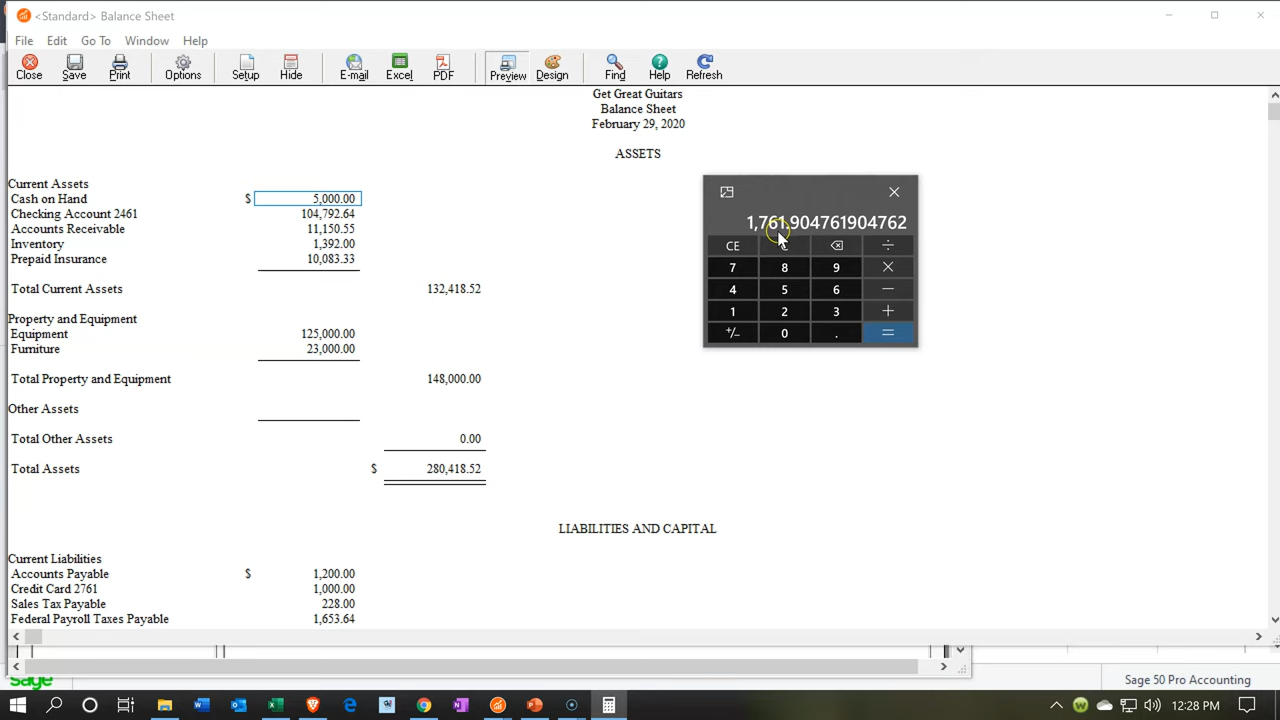 <Standard> Balance Sheet
File Edit Go To Window Help
Close Save Print Options Setup Hide E-mail Excel PDF Preview Design Find Help Refresh
Get Great Guitars
Balance Sheet
February 29, 2020
ASSETS
Current Assets
Cash on Hand $ 5,000.00
Checking Account 2461 104,792.64
Accounts Receivable 11,150.55
Inventory 1,392.00
Prepaid Insurance 10,083.33
Total Current Assets 132,418.52
Property and Equipment
Equipment 125,000.00
Furniture 23,000.00
Total Property and Equipment 148,000.00
Other Assets
Total Other Assets 0.00
Total Assets $ 280,418.52
LIABILITIES AND CAPITAL
Current Liabilities
Accounts Payable $ 1,200.00
Credit Card 2761 1,000.00
Sales Tax Payable 228.00
Federal Payroll Taxes Payable 1,653.64
1,761.904761904762
CE ÷
7 8 9 ×
4 5 6 −
1 2 3 +
+/− 0 . =
sage
Sage 50 Pro Accounting
12:28 PM